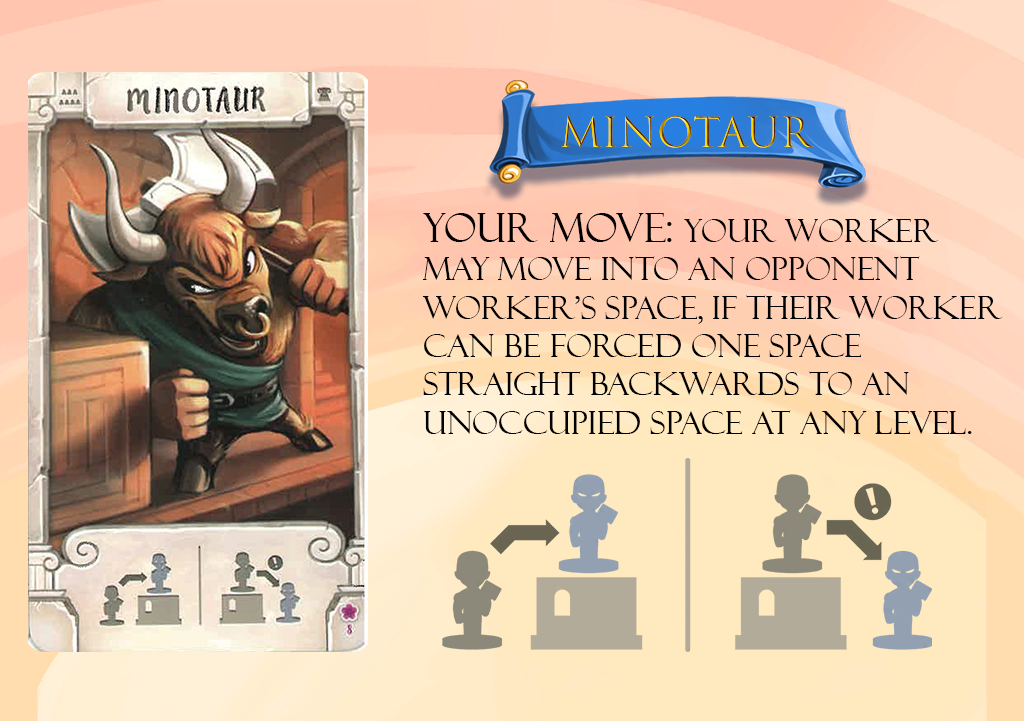 MINOTAUR
8
MINOTAUR
YOUR MOVE: YOUR WORKER
MAY MOVE INTO AN OPPONENT
WORKER'S SPACE, IF THEIR WORKER
CAN BE FORCED ONE SPACE
STRAIGHT BACKWARDS TO AN
UNOCCUPIED SPACE AT ANY LEVEL.
!